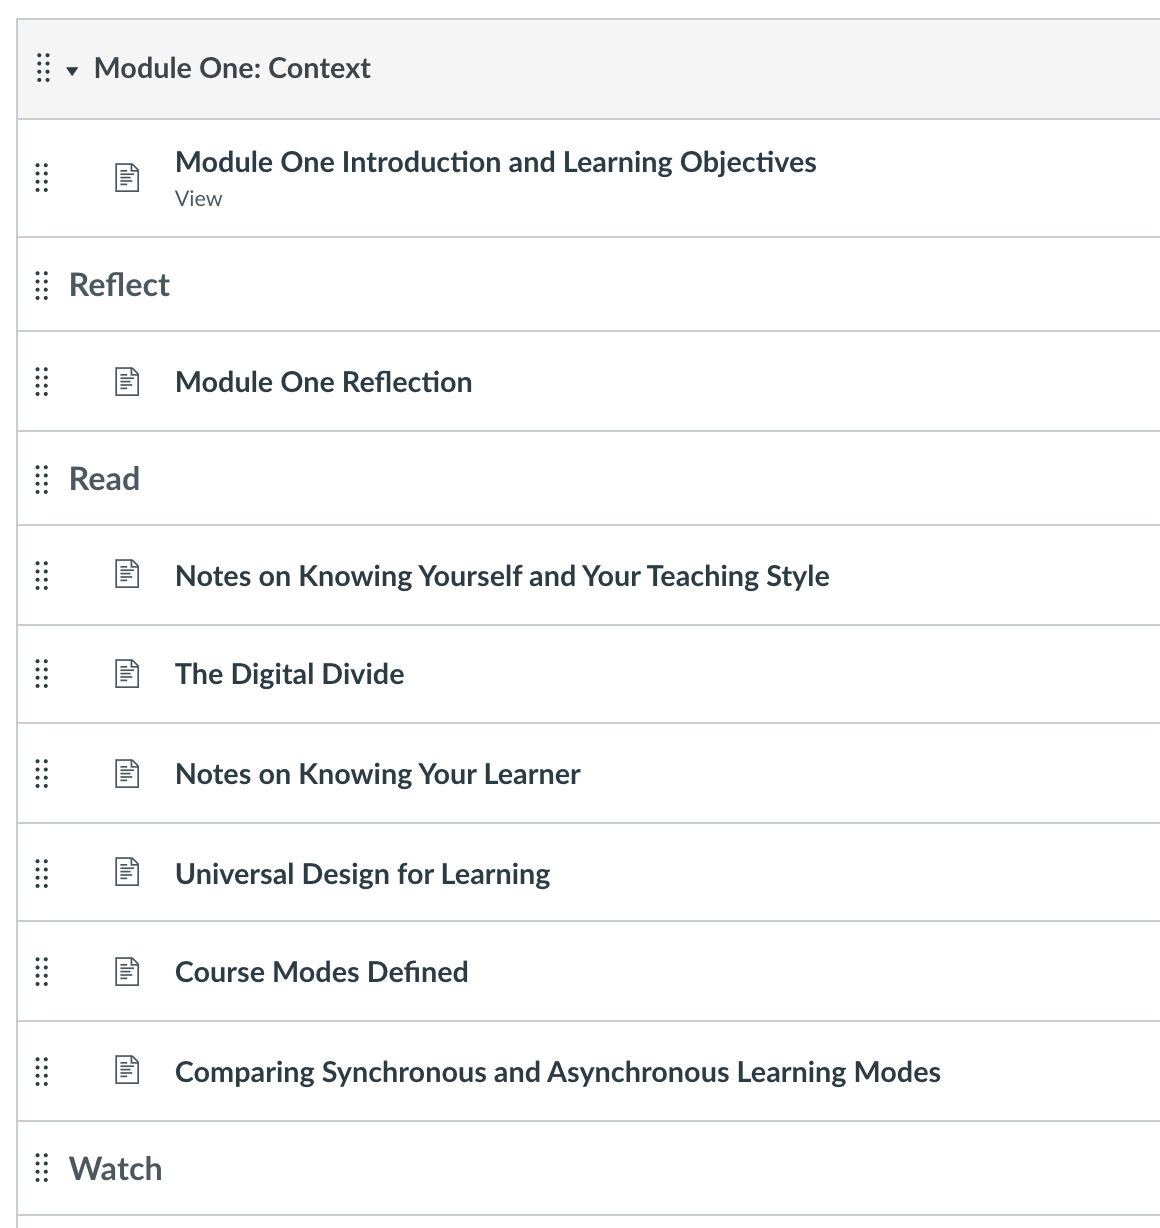 Module One: Context
Module One Introduction and Learning Objectives
View
Reflect
Module One Reflection
Read
Notes on Knowing Yourself and Your Teaching Style
The Digital Divide
Notes on Knowing Your Learner
Universal Design for Learning
Course Modes Defined
Comparing Synchronous and Asynchronous Learning Modes
Watch